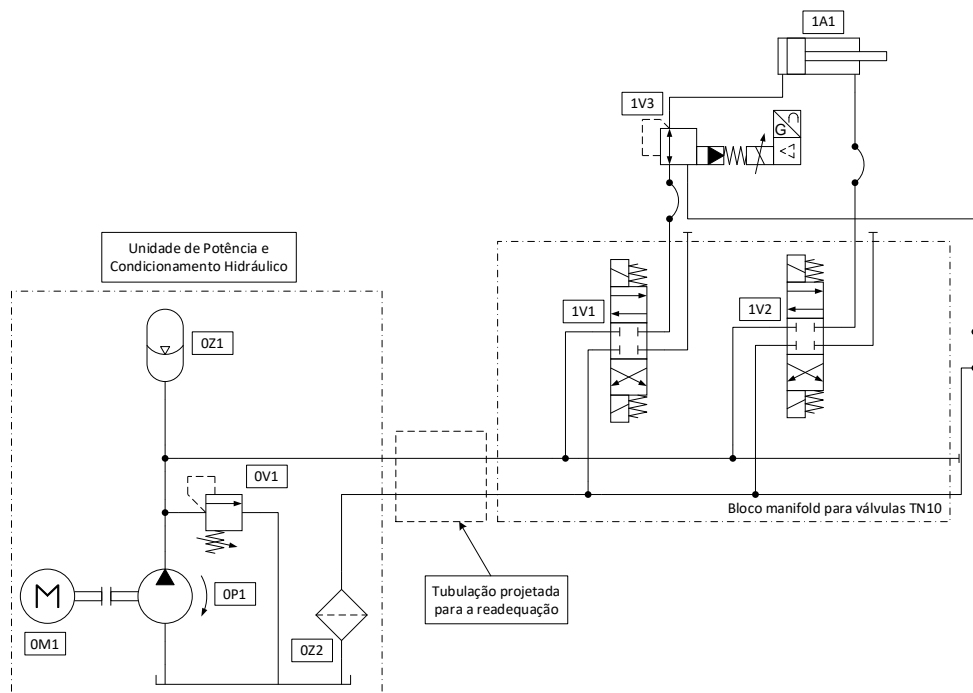 1A1
1V3
G
Unidade de Potência e
Condicionamento Hidráulico
1V1
1V2
0Z1
0V1
Bloco manifold para válvulas TN10
M
0P1
Tubulação projetada
para a readequação
0M1
0Z2